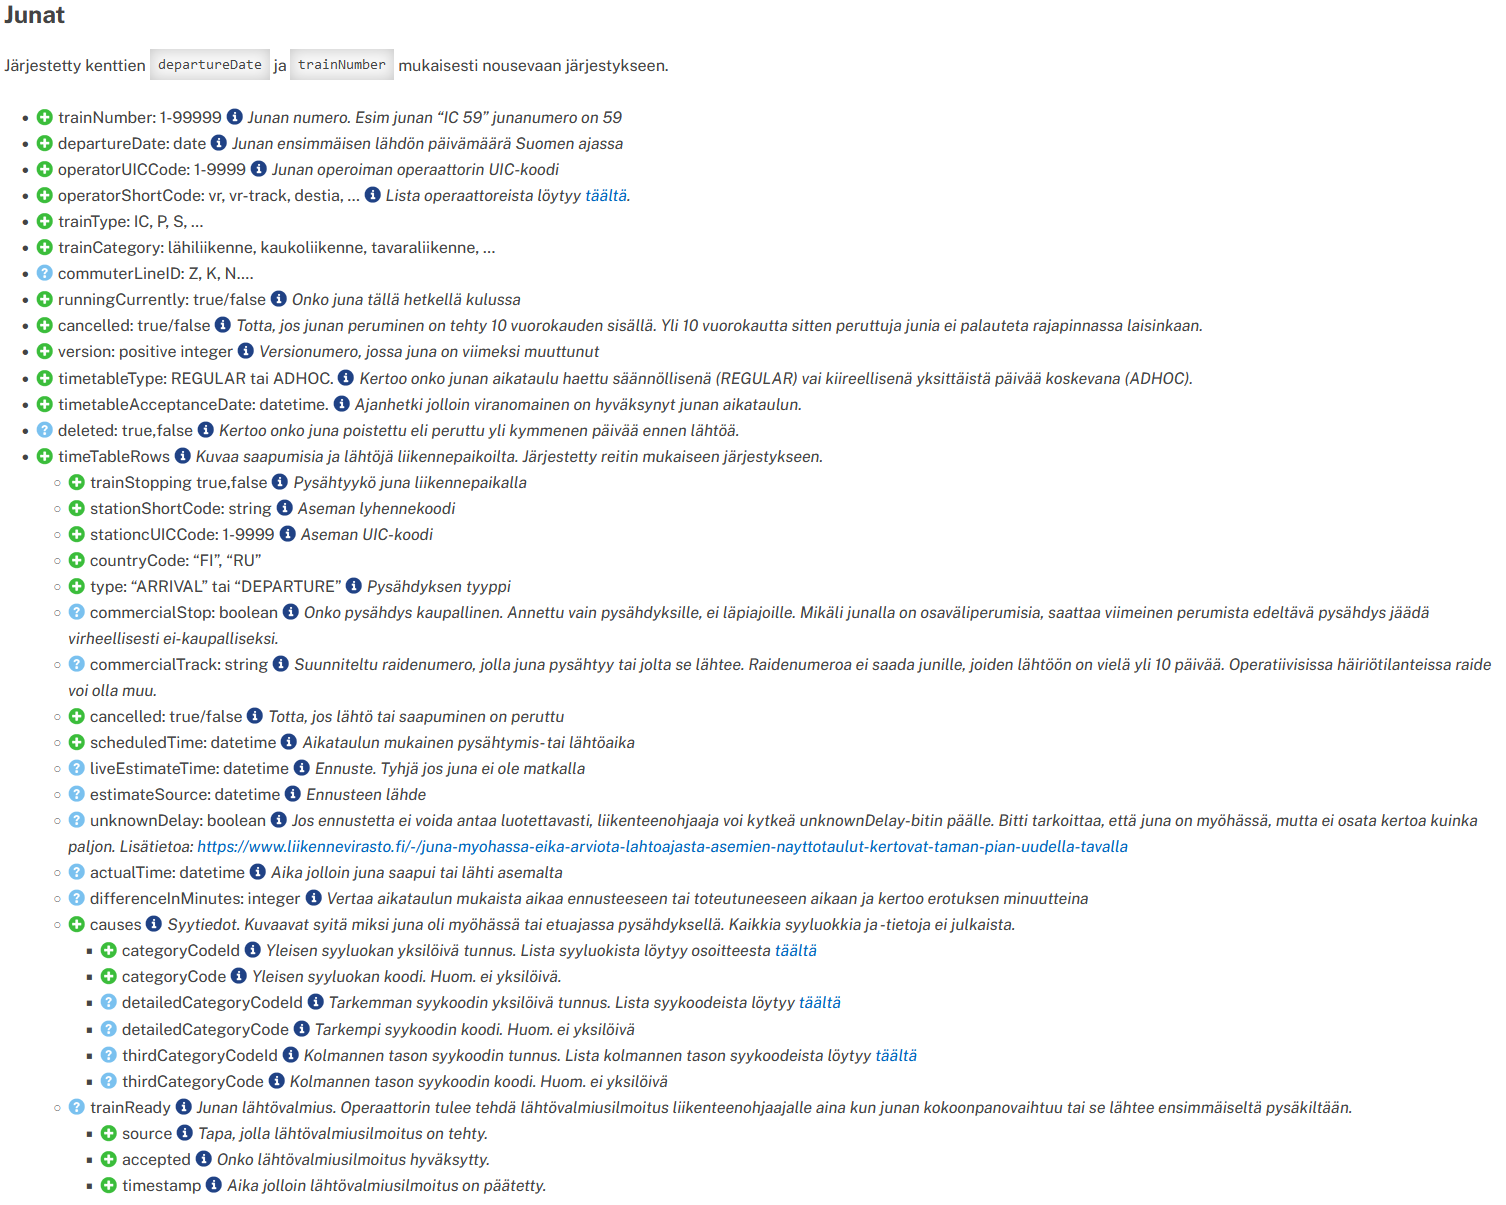 Junat
Järjestetty kenttien departureDate ja trainNumber mukaisesti nousevaan järjestykseen.
trainNumber: 1-99999 Junan numero. Esim junan “IC 59” junanumero on 59
departureDate: date Junan ensimmäisen lähdön päivämäärä Suomen ajassa
operatorUICCode: 1-9999 Junan operoiman operaattorin UIC-koodi
operatorShortCode: vr, vr-track, destia, ... Lista operaattoreista löytyy täältä.
trainType: IC, P, S, ...
trainCategory: lähiliikenne, kaukoliikenne, tavaraliikenne, ...
commuterLineID: Z, K, N....
runningCurrently: true/false Onko juna tällä hetkellä kulussa
cancelled: true/false Totta, jos junan peruminen on tehty 10 vuorokauden sisällä. Yli 10 vuorokautta sitten peruttuja junia ei palauteta rajapinnassa laisinkaan.
version: positive integer Versionumero, jossa juna on viimeksi muuttunut
timetableType: REGULAR tai ADHOC. Kertoo onko junan aikataulu haettu säännöllisenä (REGULAR) vai kiireellisenä yksittäistä päivää koskevana (ADHOC).
timetableAcceptanceDate: datetime. Ajanhetki jolloin viranomainen on hyväksynyt junan aikataulun.
deleted: true,false Kertoo onko juna poistettu eli peruttu yli kymmenen päivää ennen lähtöä.
timeTableRows Kuvaa saapumisia ja lähtöjä liikennepaikoilta. Järjestetty reitin mukaiseen järjestykseen.
trainStopping true,false Pysähtyykö juna liikennepaikalla
stationShortCode: string Aseman lyhennekoodi
stationcUICCode: 1-9999 Aseman UIC-koodi
countryCode: “FI”, “RU”
type: “ARRIVAL” tai “DEPARTURE” Pysähdyksen tyyppi
commercialStop: boolean Onko pysähdys kaupallinen. Annettu vain pysähdyksille, ei läpiajoille. Mikäli junalla on osaväliperumisia, saattaa viimeinen perumista edeltävä pysähdys jäädä
virheellisesti ei-kaupalliseksi.
commercialTrack: string Suunniteltu raidenumero, jolla juna pysähtyy tai jolta se lähtee. Raidenumeroa ei saada junille, joiden lähtöön on vielä yli 10 päivää. Operatiivisissa häiriötilanteissa raide
voi olla muu.
cancelled: true/false Totta, jos lähtö tai saapuminen on peruttu
scheduledTime: datetime Aikataulun mukainen pysähtymis- tai lähtöaika
liveEstimateTime: datetime Ennuste. Tyhjä jos juna ei ole matkalla
estimateSource: datetime Ennusteen lähde
unknownDelay: boolean Jos ennustetta ei voida antaa luotettavasti, liikenteenohjaaja voi kytkeä unknownDelay-bitin päälle. Bitti tarkoittaa, että juna on myöhässä, mutta ei osata kertoa kuinka
paljon. Lisätietoa: https://www.liikennevirasto.fi/-/juna-myohassa-eika-arviota-lahtoajasta-asemien-nayttotaulut-kertovat-taman-pian-uudella-tavalla
actualTime: datetime Aika jolloin juna saapui tai lähti asemalta
differenceInMinutes: integer Vertaa aikataulun mukaista aikaa ennusteeseen tai toteutuneeseen aikaan ja kertoo erotuksen minuutteina
causes Syytiedot. Kuvaavat syitä miksi juna oli myöhässä tai etuajassa pysähdyksellä. Kaikkia syyluokkia ja -tietoja ei julkaista.
categoryCodeId Yleisen syyluokan yksilöivä tunnus. Lista syyluokista löytyy osoitteesta täältä
categoryCode Yleisen syyluokan koodi. Huom. ei yksilöivä.
detailedCategoryCodeId Tarkemman syykoodin yksilöivä tunnus. Lista syykoodeista löytyy täältä
detailedCategoryCode Tarkempi syykoodin koodi. Huom. ei yksilöivä
thirdCategoryCodeId Kolmannen tason syykoodin tunnus. Lista kolmannen tason syykoodeista löytyy täältä
thirdCategoryCode Kolmannen tason syykoodin koodi. Huom. ei yksilöivä
trainReady Junan lähtövalmius. Operaattorin tulee tehdä lähtövalmiusilmoitus liikenteenohjaajalle aina kun junan kokoonpanovaihtuu tai se lähtee ensimmäiseltä pysäkiltään.
source Tapa, jolla lähtövalmiusilmoitus on tehty.
accepted Onko lähtövalmiusilmoitus hyväksytty.
timestamp Aika jolloin lähtövalmiusilmoitus on päätetty.